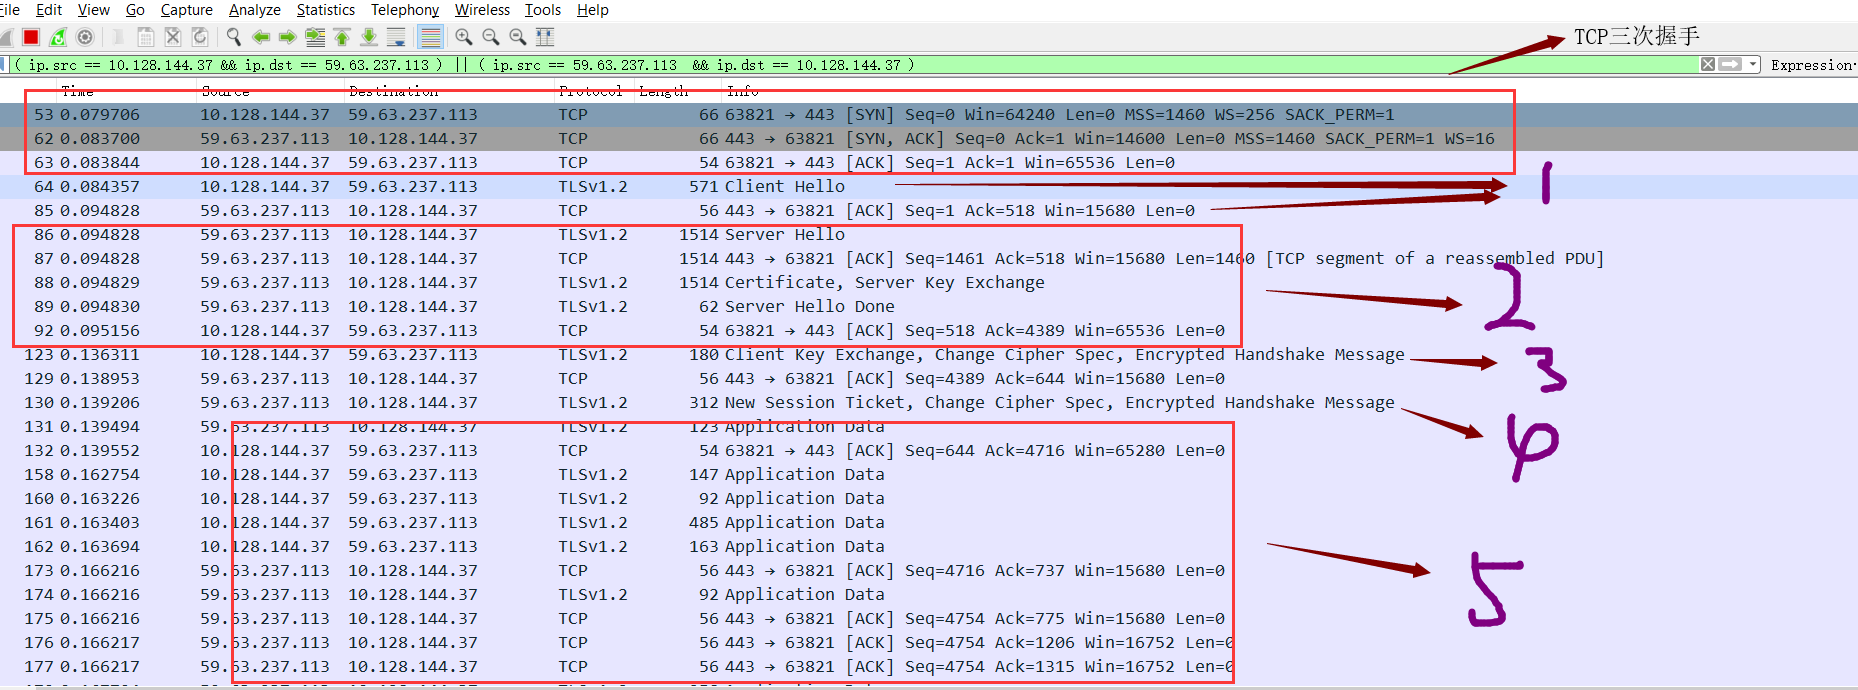 File Edit View Go Capture Analyze Statistics Telephony Wireless Tools Help
TCP三次握手
( ip.src == 10.128.144.37 && ip.dst == 59.63.237.113 ) || ( ip.src == 59.63.237.113 && ip.dst == 10.128.144.37 ) Expression
Time Source Destination Protocol Length Info
53 0.079706 10.128.144.37 59.63.237.113 TCP 66 63821 → 443 [SYN] Seq=0 Win=64240 Len=0 MSS=1460 WS=256 SACK_PERM=1
62 0.083700 59.63.237.113 10.128.144.37 TCP 66 443 → 63821 [SYN, ACK] Seq=0 Ack=1 Win=14600 Len=0 MSS=1460 SACK_PERM=1 WS=16
63 0.083844 10.128.144.37 59.63.237.113 TCP 54 63821 → 443 [ACK] Seq=1 Ack=1 Win=65536 Len=0
64 0.084357 10.128.144.37 59.63.237.113 TLSv1.2 571 Client Hello
1
85 0.094828 59.63.237.113 10.128.144.37 TCP 56 443 → 63821 [ACK] Seq=1 Ack=518 Win=15680 Len=0
86 0.094828 59.63.237.113 10.128.144.37 TLSv1.2 1514 Server Hello
87 0.094828 59.63.237.113 10.128.144.37 TCP 1514 443 → 63821 [ACK] Seq=1461 Ack=518 Win=15680 Len=1460 [TCP segment of a reassembled PDU]
88 0.094829 59.63.237.113 10.128.144.37 TLSv1.2 1514 Certificate, Server Key Exchange
2
89 0.094830 59.63.237.113 10.128.144.37 TLSv1.2 62 Server Hello Done
92 0.095156 10.128.144.37 59.63.237.113 TCP 54 63821 → 443 [ACK] Seq=518 Ack=4389 Win=65536 Len=0
123 0.136311 10.128.144.37 59.63.237.113 TLSv1.2 180 Client Key Exchange, Change Cipher Spec, Encrypted Handshake Message
3
129 0.138953 59.63.237.113 10.128.144.37 TCP 56 443 → 63821 [ACK] Seq=4389 Ack=644 Win=15680 Len=0
130 0.139206 59.63.237.113 10.128.144.37 TLSv1.2 312 New Session Ticket, Change Cipher Spec, Encrypted Handshake Message
131 0.139494 59.63.237.113 10.128.144.37 TLSv1.2 123 Application Data
4
132 0.139552 10.128.144.37 59.63.237.113 TCP 54 63821 → 443 [ACK] Seq=644 Ack=4716 Win=65280 Len=0
158 0.162754 10.128.144.37 59.63.237.113 TLSv1.2 147 Application Data
160 0.163226 10.128.144.37 59.63.237.113 TLSv1.2 92 Application Data
161 0.163403 10.128.144.37 59.63.237.113 TLSv1.2 485 Application Data
162 0.163694 10.128.144.37 59.63.237.113 TLSv1.2 163 Application Data
173 0.166216 59.63.237.113 10.128.144.37 TCP 56 443 → 63821 [ACK] Seq=4716 Ack=737 Win=15680 Len=0
174 0.166216 59.63.237.113 10.128.144.37 TLSv1.2 92 Application Data
5
175 0.166216 59.63.237.113 10.128.144.37 TCP 56 443 → 63821 [ACK] Seq=4754 Ack=775 Win=15680 Len=0
176 0.166217 59.63.237.113 10.128.144.37 TCP 56 443 → 63821 [ACK] Seq=4754 Ack=1206 Win=16752 Len=0
177 0.166217 59.63.237.113 10.128.144.37 TCP 56 443 → 63821 [ACK] Seq=4754 Ack=1315 Win=16752 Len=0